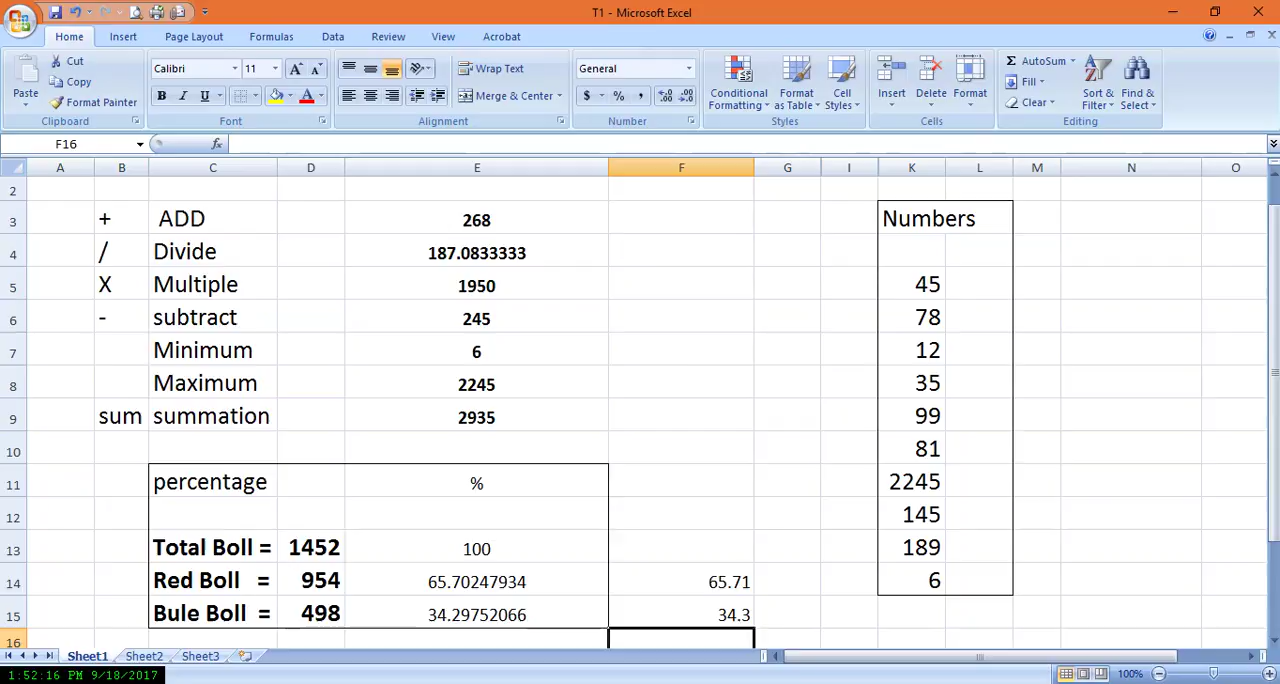 T1 - Microsoft Excel
Home Insert Page Layout Formulas Data Review View Acrobat
Paste Cut Copy Format Painter Clipboard
Calibri 11 A A B I U A Font
Wrap Text Merge & Center Alignment
General $ % , Number
Conditional Formatting Format as Table Cell Styles Styles
Insert Delete Format Cells
Σ AutoSum Fill Clear Sort & Filter Find & Select Editing
F16 fx
A B C D E F G I K L M N O
2
3 + ADD 268 Numbers
4 / Divide 187.0833333
5 X Multiple 1950 45
6 - subtract 245 78
7 Minimum 6 12
8 Maximum 2245 35
9 sum summation 2935 99
10 81
11 percentage % 2245
12 145
13 Total Boll = 1452 100 189
14 Red Boll = 954 65.70247934 65.71 6
15 Bule Boll = 498 34.29752066 34.3
16
Sheet1 Sheet2 Sheet3
1:52:16 PM 9/18/2017 100%